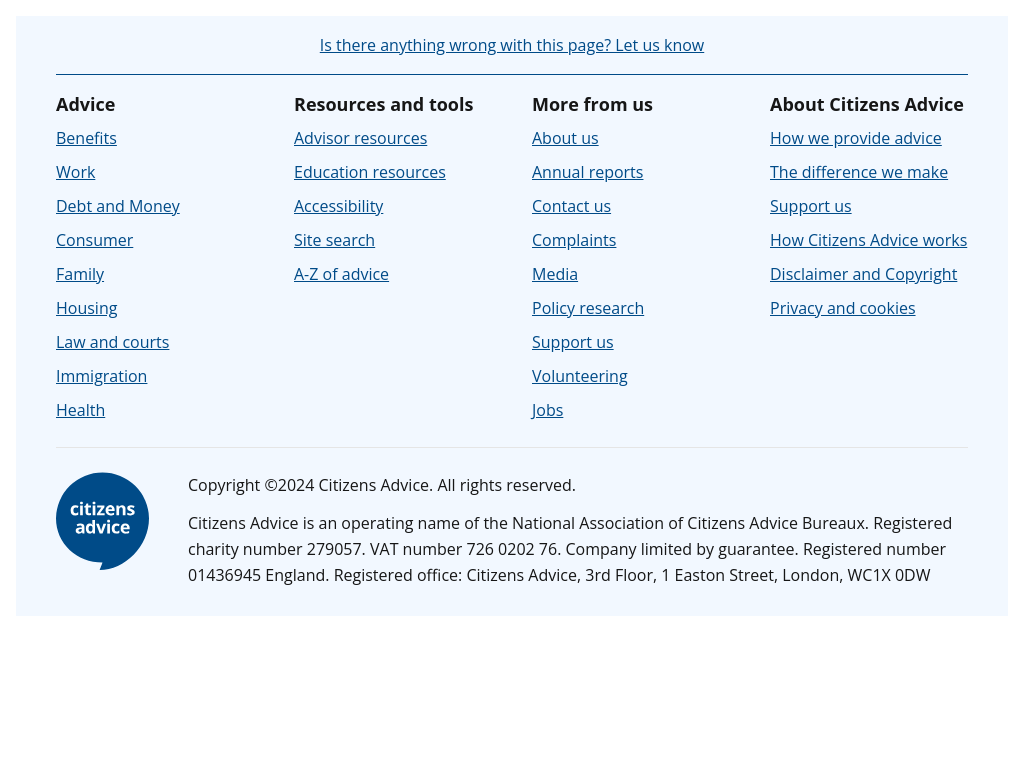 Is there anything wrong with this page? Let us know
Advice
Benefits
Work
Debt and Money
Consumer
Family
Housing
Law and courts
Immigration
Health
Resources and tools
Advisor resources
Education resources
Accessibility
Site search
A-Z of advice
More from us
About us
Annual reports
Contact us
Complaints
Media
Policy research
Support us
Volunteering
Jobs
About Citizens Advice
How we provide advice
The difference we make
Support us
How Citizens Advice works
Disclaimer and Copyright
Privacy and cookies
citizens
advice
Copyright ©2024 Citizens Advice. All rights reserved.
Citizens Advice is an operating name of the National Association of Citizens Advice Bureaux. Registered
charity number 279057. VAT number 726 0202 76. Company limited by guarantee. Registered number
01436945 England. Registered office: Citizens Advice, 3rd Floor, 1 Easton Street, London, WC1X 0DW